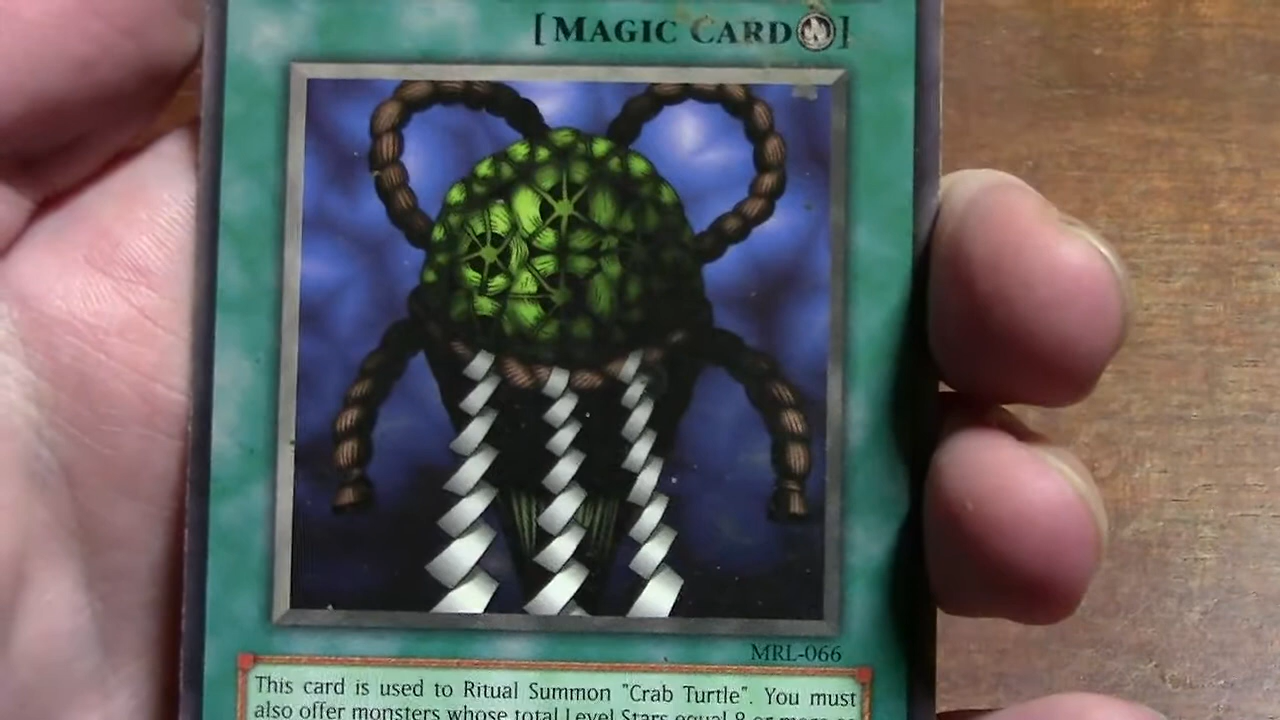 [MAGIC CARD]
MRL-066
This card is used to Ritual Summon "Crab Turtle". You must
also offer monsters whose total Level Stars equal 8 or more as